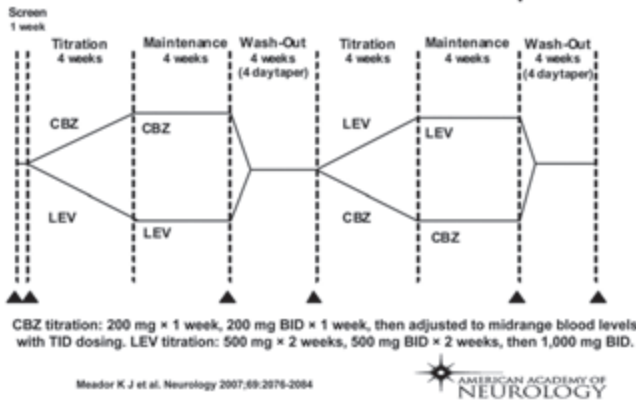 Screen
1 week
Titration
4 weeks
Maintenance
4 weeks
Wash-Out
4 weeks
(4 daytaper)
Titration
4 weeks
Maintenance
4 weeks
Wash-Out
4 weeks
(4 daytaper)
CBZ
CBZ
LEV
LEV
LEV
LEV
CBZ
CBZ
CBZ titration: 200 mg × 1 week, 200 mg BID × 1 week, then adjusted to midrange blood levels
with TID dosing. LEV titration: 500 mg × 2 weeks, 500 mg BID × 2 weeks, then 1,000 mg BID.
Meador K J et al. Neurology 2007;69:2076-2084
AMERICAN ACADEMY OF
NEUROLOGY